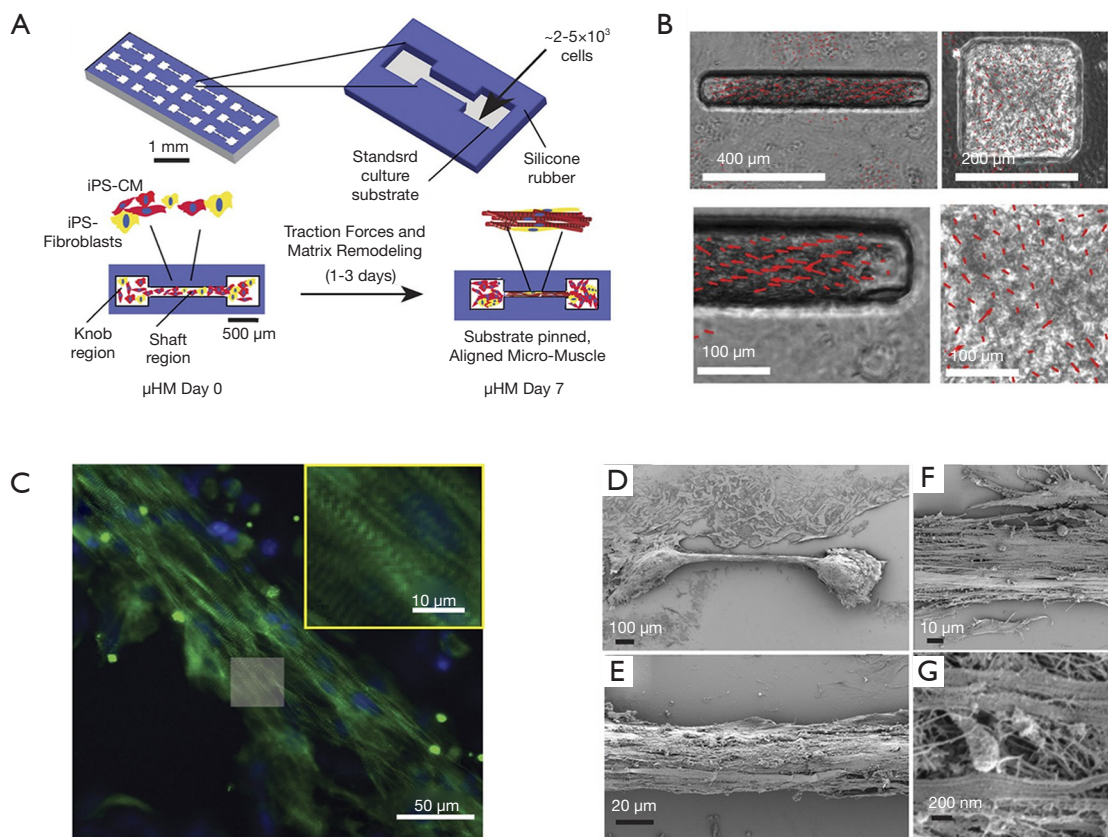 A
~2-5×10³
cells
1 mm
Standsrd
culture
substrate
Silicone
rubber
iPS-CM
iPS-
Fibroblasts
Traction Forces and
Matrix Remodeling
(1-3 days)
Knob
region
Shaft
region
500 µm
Substrate pinned,
Aligned Micro-Muscle
µHM Day 0
µHM Day 7
B
400 µm
200 µm
100 µm
100 µm
C
10 µm
50 µm
D
100 µm
F
10 µm
E
20 µm
G
200 nm